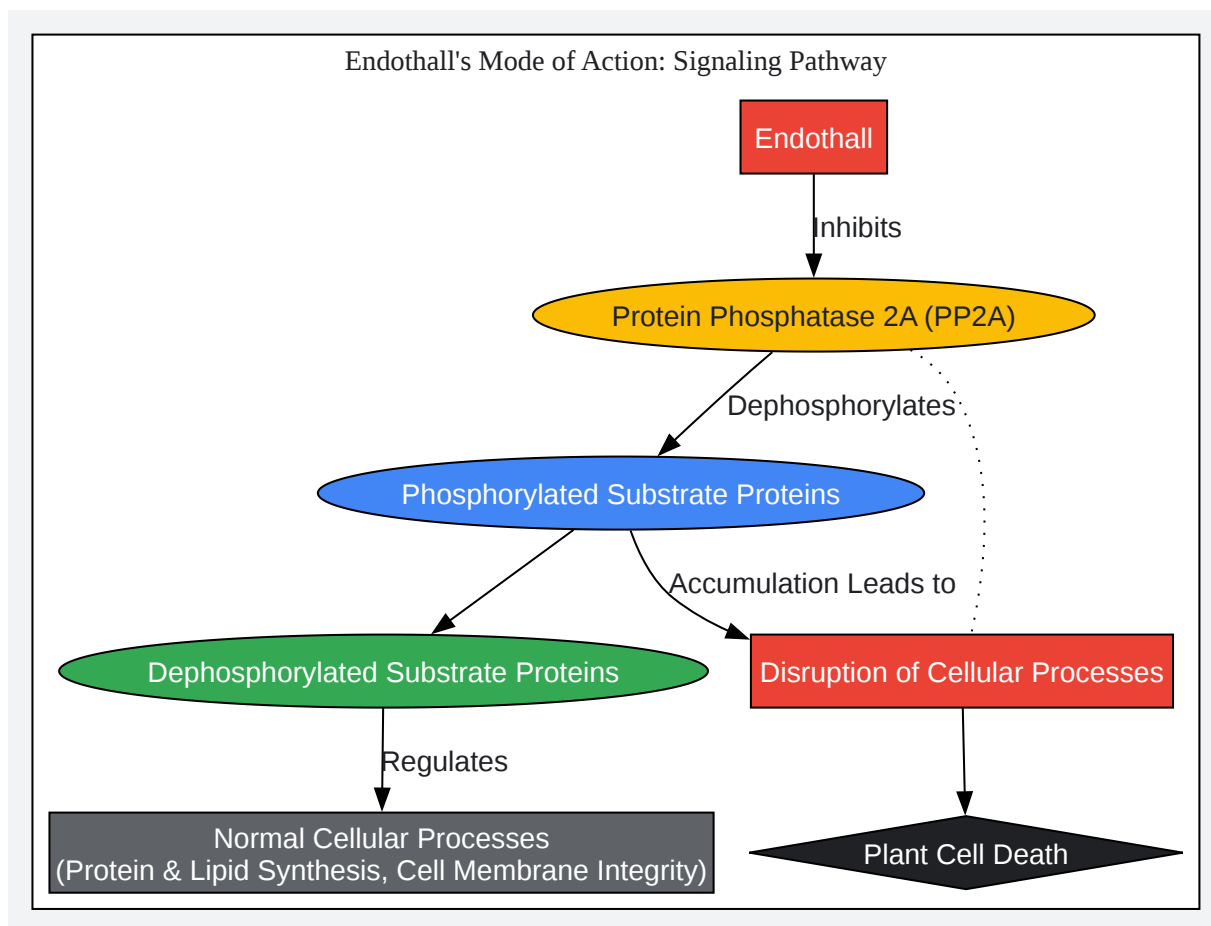 Endothall's Mode of Action: Signaling Pathway
Endothall
Inhibits
Protein Phosphatase 2A (PP2A)
Dephosphorylates
Phosphorylated Substrate Proteins
Accumulation Leads to
Dephosphorylated Substrate Proteins
Disruption of Cellular Processes
Regulates
Normal Cellular Processes
(Protein & Lipid Synthesis, Cell Membrane Integrity)
Plant Cell Death